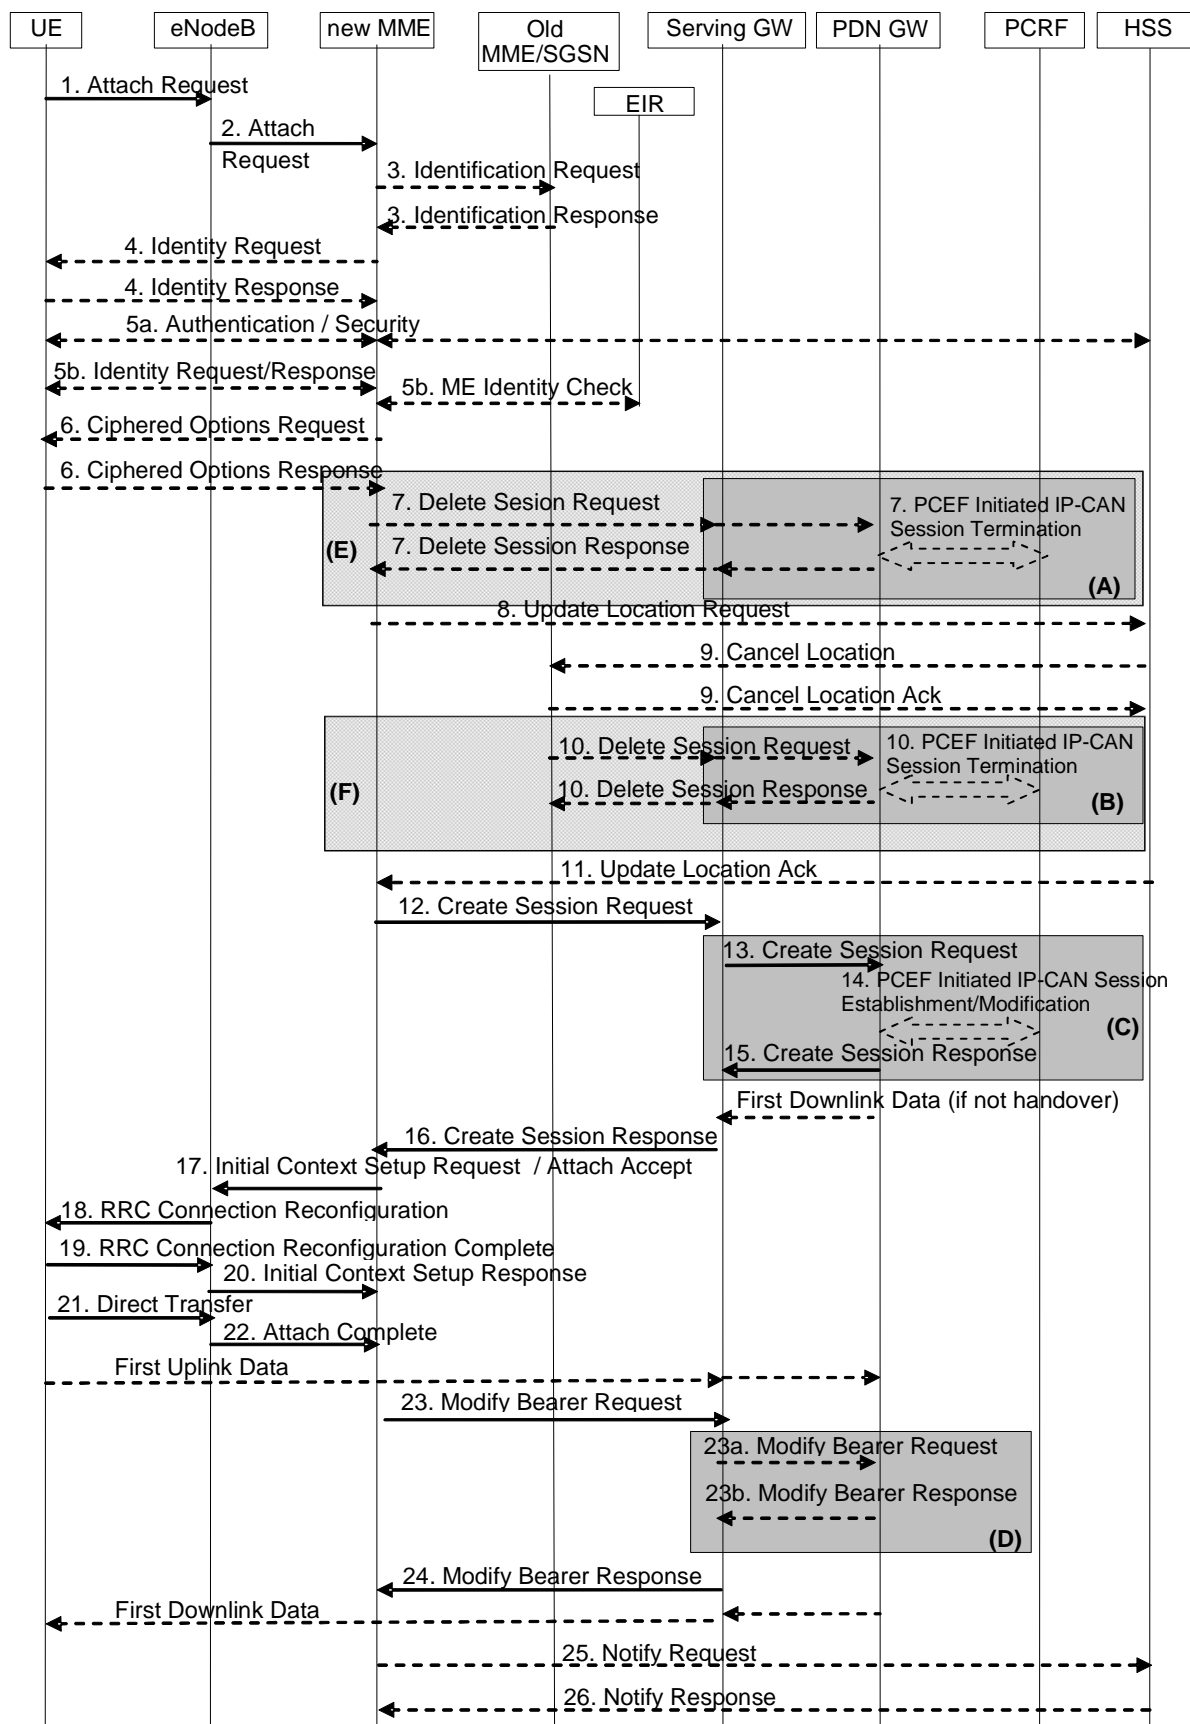 UE
eNodeB
new MME
Old
MME/SGSN
Serving GW
PDN GW
PCRF
HSS
EIR
1. Attach Request
2. Attach
Request
3. Identification Request
3. Identification Response
4. Identity Request
4. Identity Response
5a. Authentication / Security
5b. Identity Request/Response
5b. ME Identity Check
6. Ciphered Options Request
6. Ciphered Options Response
7. Delete Sesion Request
7. PCEF Initiated IP-CAN
Session Termination
(E)
7. Delete Session Response
(A)
8. Update Location Request
9. Cancel Location
9. Cancel Location Ack
10. Delete Session Request
10. PCEF Initiated IP-CAN
Session Termination
(F)
10. Delete Session Response
(B)
11. Update Location Ack
12. Create Session Request
13. Create Session Request
14. PCEF Initiated IP-CAN Session
Establishment/Modification
(C)
15. Create Session Response
First Downlink Data (if not handover)
16. Create Session Response
17. Initial Context Setup Request / Attach Accept
18. RRC Connection Reconfiguration
19. RRC Connection Reconfiguration Complete
20. Initial Context Setup Response
21. Direct Transfer
22. Attach Complete
First Uplink Data
23. Modify Bearer Request
23a. Modify Bearer Request
23b. Modify Bearer Response
(D)
24. Modify Bearer Response
First Downlink Data
25. Notify Request
26. Notify Response